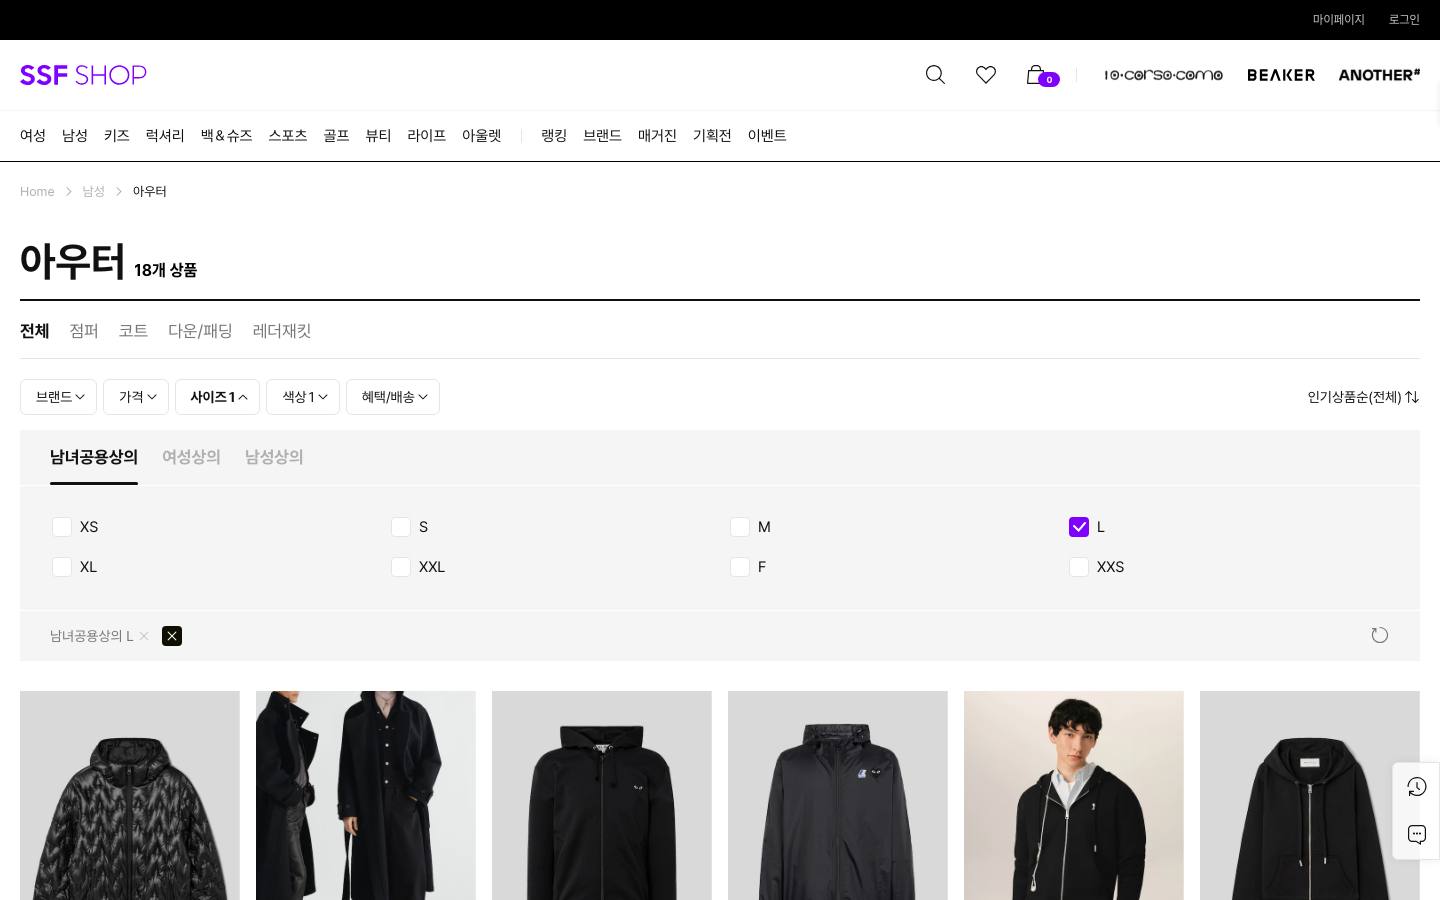 마이페이지 로그인
SSF SHOP
0
10·corso·como BEAKER ANOTHER#
여성 남성 키즈 럭셔리 백&슈즈 스포츠 골프 뷰티 라이프 아울렛 랭킹 브랜드 매거진 기획전 이벤트
Home 남성 아우터
아우터 18개 상품
전체 점퍼 코트 다운/패딩 레더재킷
브랜드 가격 사이즈 1 색상 1 혜택/배송 인기상품순(전체)
남녀공용상의 여성상의 남성상의
XS S M L
XL XXL F XXS
남녀공용상의 L